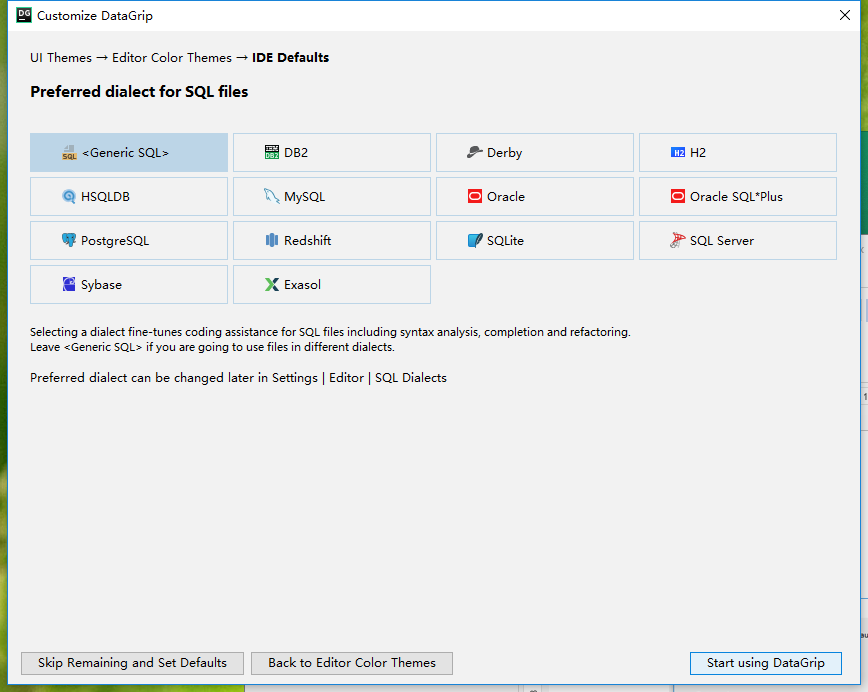 Customize DataGrip
UI Themes → Editor Color Themes → IDE Defaults
Preferred dialect for SQL files
<Generic SQL>
DB2
Derby
H2
HSQLDB
MySQL
Oracle
Oracle SQL*Plus
PostgreSQL
Redshift
SQLite
SQL Server
Sybase
Exasol
Selecting a dialect fine-tunes coding assistance for SQL files including syntax analysis, completion and refactoring.
Leave <Generic SQL> if you are going to use files in different dialects.
Preferred dialect can be changed later in Settings | Editor | SQL Dialects
Skip Remaining and Set Defaults
Back to Editor Color Themes
Start using DataGrip